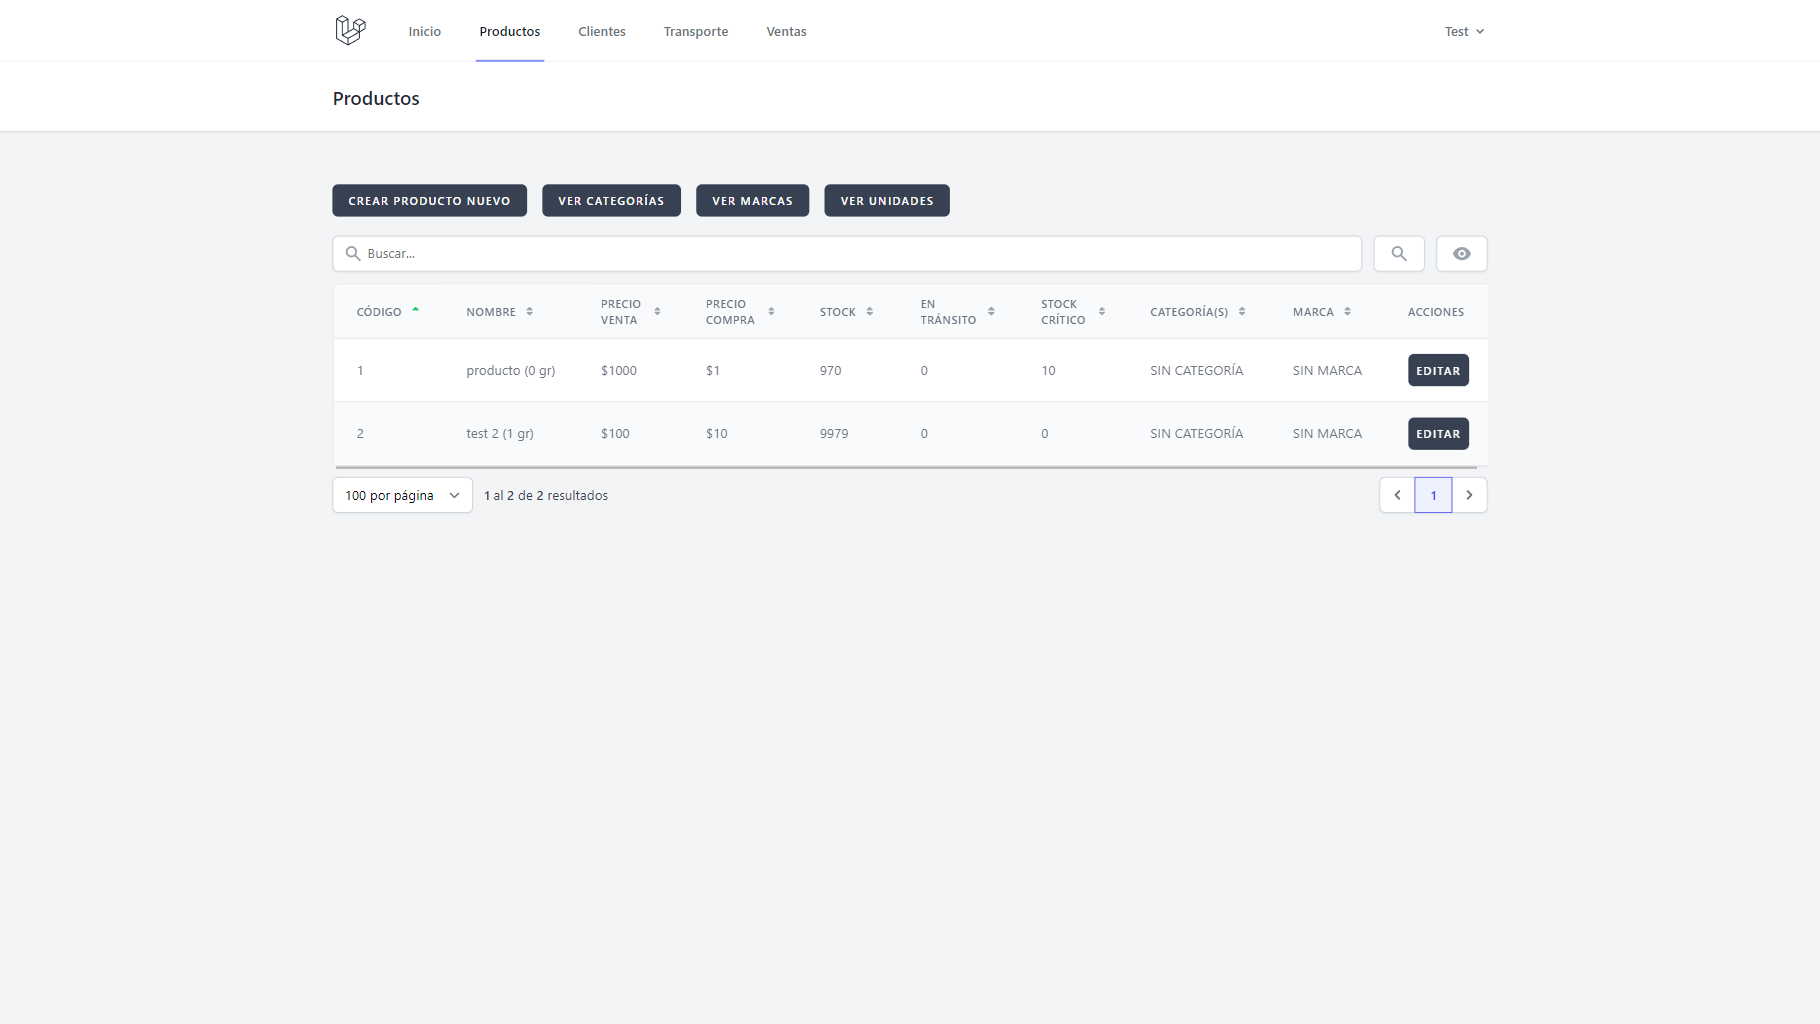 Inicio Productos Clientes Transporte Ventas Test
Productos
CREAR PRODUCTO NUEVO VER CATEGORÍAS VER MARCAS VER UNIDADES
Buscar...
CÓDIGO NOMBRE PRECIO VENTA PRECIO COMPRA STOCK EN TRÁNSITO STOCK CRÍTICO CATEGORÍA(S) MARCA ACCIONES
1 producto (0 gr) $1000 $1 970 0 10 SIN CATEGORÍA SIN MARCA EDITAR
2 test 2 (1 gr) $100 $10 9979 0 0 SIN CATEGORÍA SIN MARCA EDITAR
100 por página 1 al 2 de 2 resultados 1